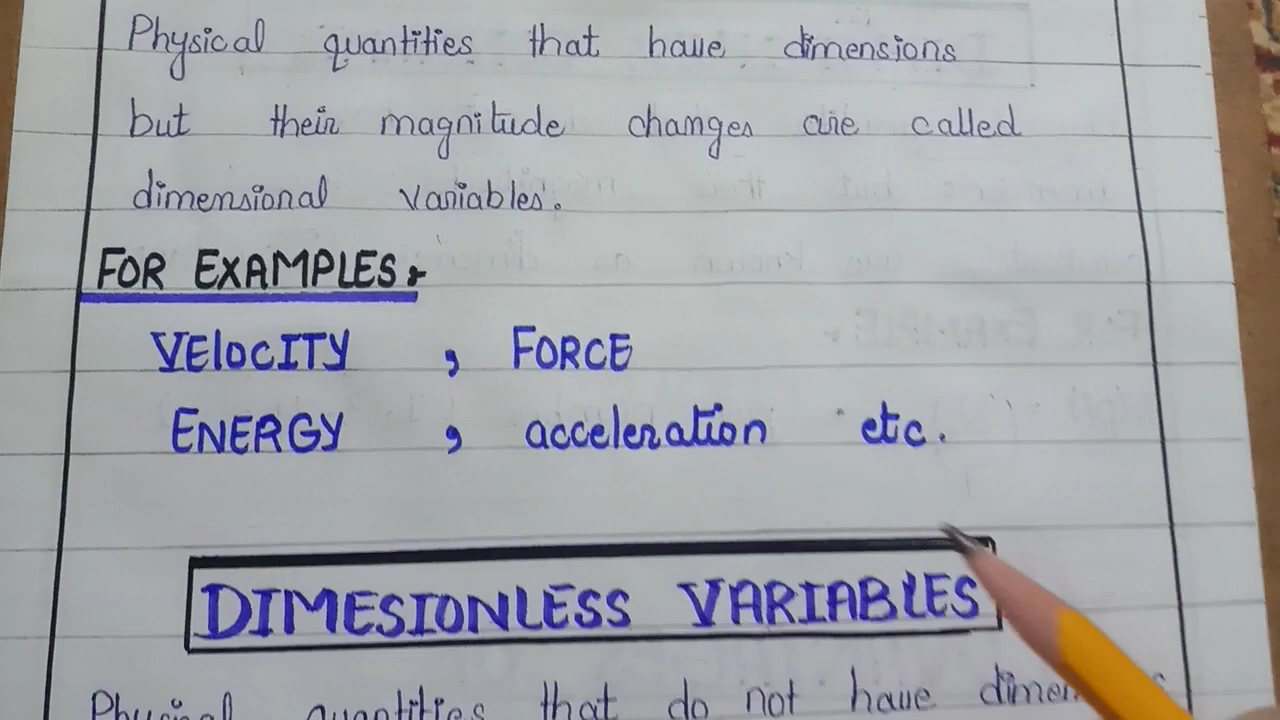 Physical quantities that have dimensions
but their magnitude changes are called
dimensional variables.
FOR EXAMPLES:-
VELOCITY , FORCE
ENERGY , acceleration etc.
DIMESIONLESS VARIABLES
Physical quantities that do not have